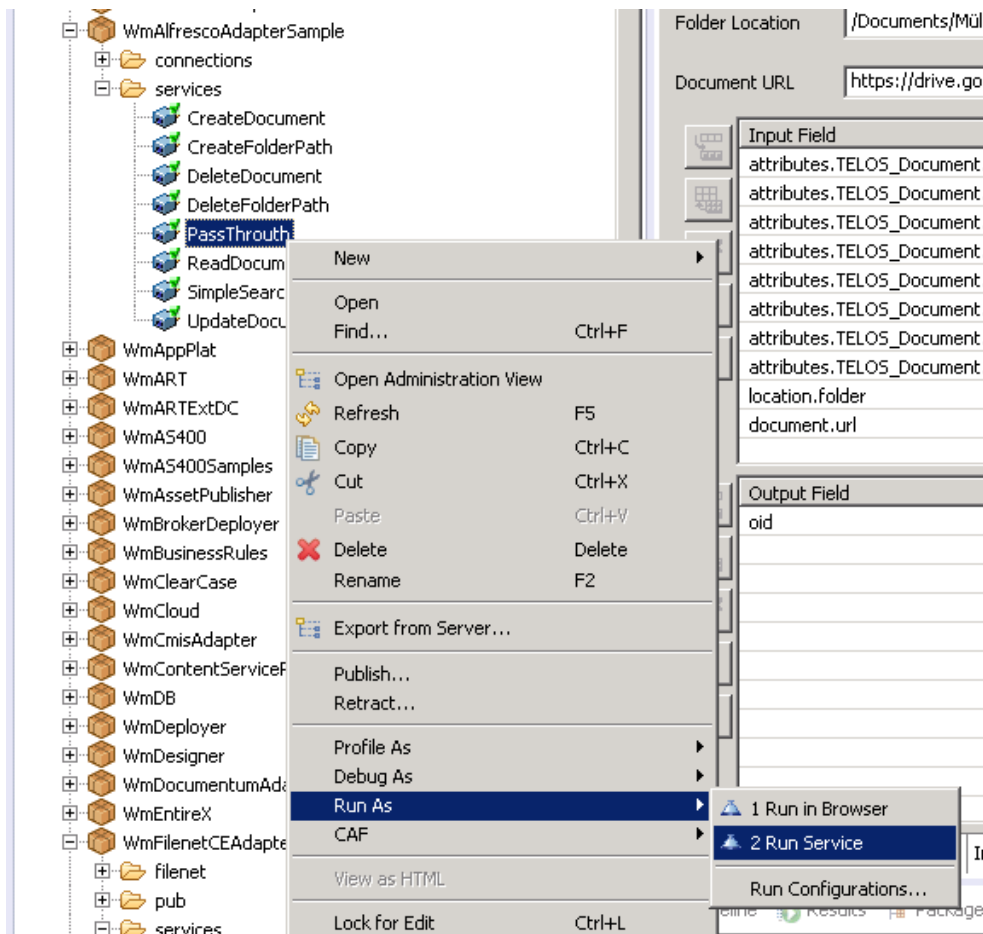 WmAlfrescoAdapterSample
connections
services
CreateDocument
CreateFolderPath
DeleteDocument
DeleteFolderPath
PassThrouth
ReadDocum
SimpleSearc
UpdateDocu
WmAppPlat
WmART
WmARTExtDC
WmAS400
WmAS400Samples
WmAssetPublisher
WmBrokerDeployer
WmBusinessRules
WmClearCase
WmCloud
WmCmisAdapter
WmContentServiceP
WmDB
WmDeployer
WmDesigner
WmDocumentumAda
WmEntireX
WmFilenetCEAdapte
filenet
pub
services
New
Open
Find... Ctrl+F
Open Administration View
Refresh F5
Copy Ctrl+C
Cut Ctrl+X
Paste Ctrl+V
Delete Delete
Rename F2
Export from Server...
Publish...
Retract...
Profile As
Debug As
Run As
CAF
View as HTML
Lock for Edit Ctrl+L
1 Run in Browser
2 Run Service
Run Configurations...
Folder Location /Documents/Mül
Document URL https://drive.go
Input Field
attributes.TELOS_Document
attributes.TELOS_Document
attributes.TELOS_Document
attributes.TELOS_Document
attributes.TELOS_Document
attributes.TELOS_Document
attributes.TELOS_Document
attributes.TELOS_Document
location.folder
document.url
Output Field
oid
eline Results Package